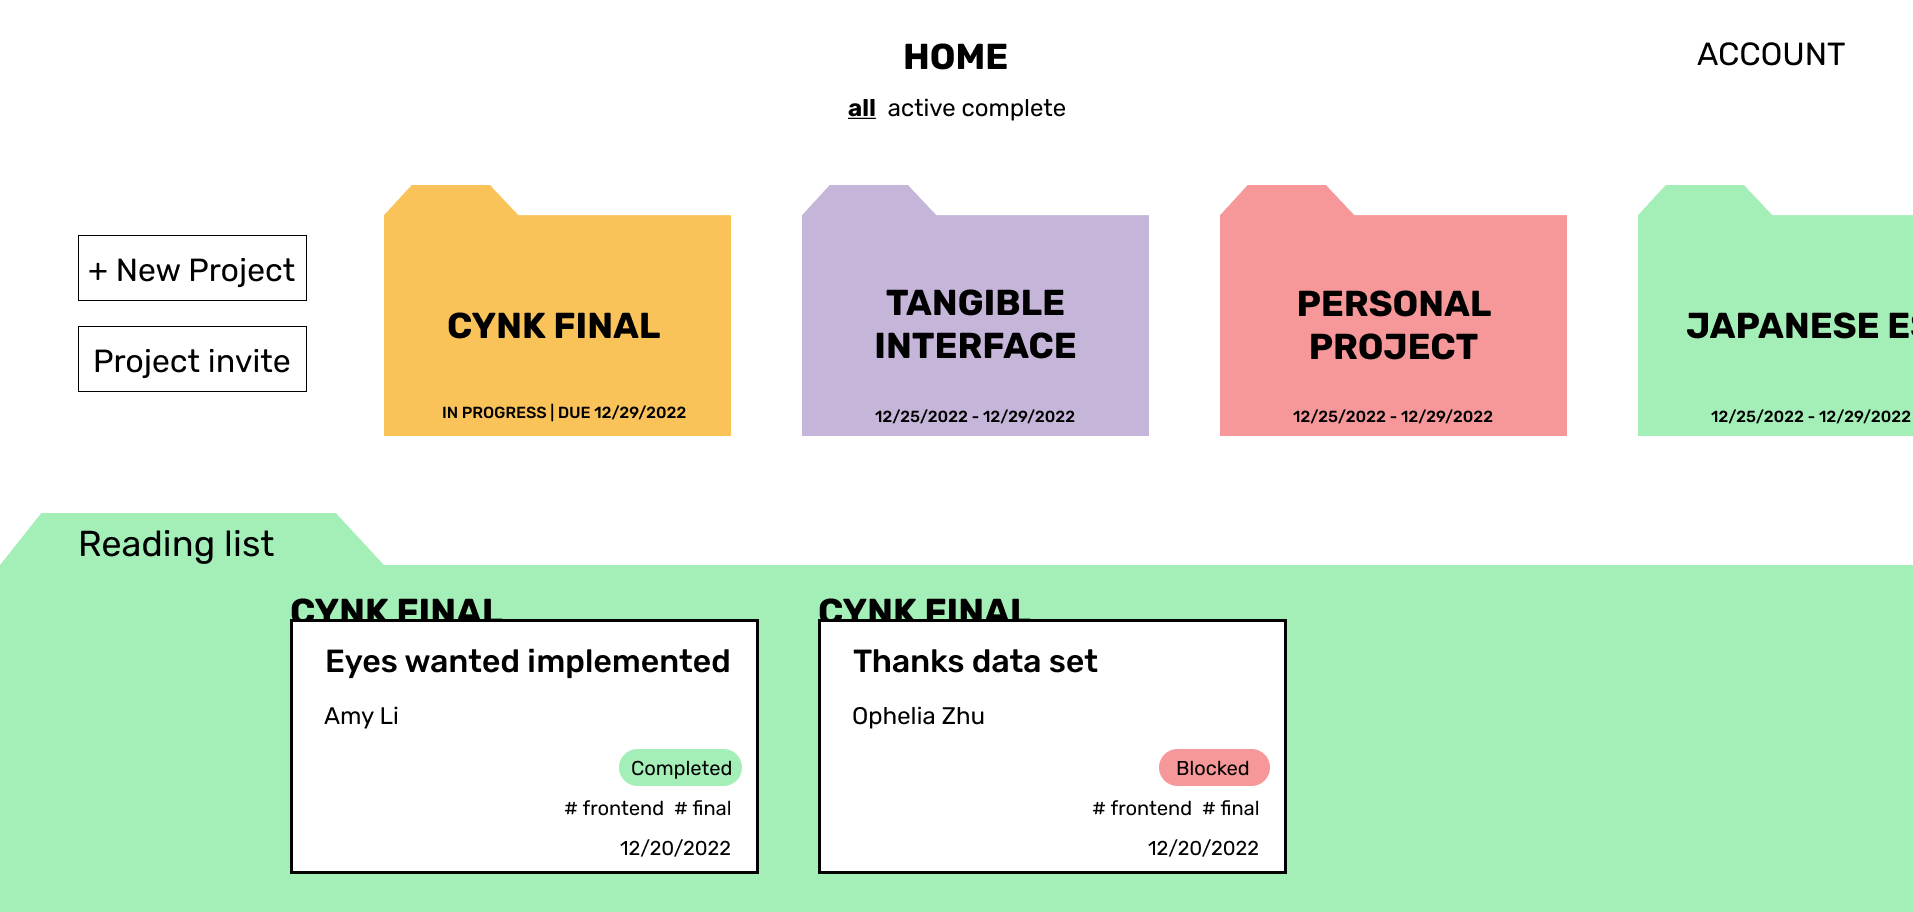 HOME
ACCOUNT
all active complete
+ New Project
Project invite
CYNK FINAL
IN PROGRESS | DUE 12/29/2022
TANGIBLE
INTERFACE
12/25/2022 - 12/29/2022
PERSONAL
PROJECT
12/25/2022 - 12/29/2022
JAPANESE
12/25/2022 - 12/29/2022
Reading list
CYNK FINAL
Eyes wanted implemented
Amy Li
Completed
# frontend # final
12/20/2022
CYNK FINAL
Thanks data set
Ophelia Zhu
Blocked
# frontend # final
12/20/2022